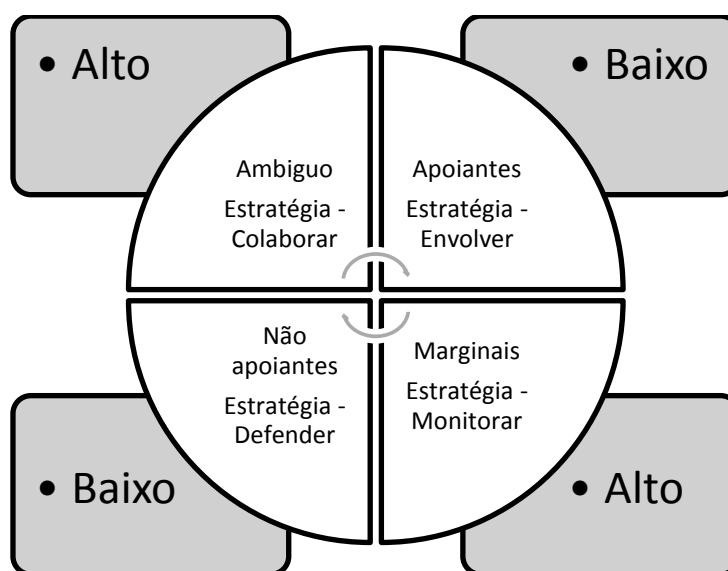 • Alto
• Baixo
Ambiguo
Estratégia -
Colaborar
Apoiantes
Estratégia -
Envolver
Não
apoiantes
Estratégia -
Defender
Marginais
Estratégia -
Monitorar
• Baixo
• Alto